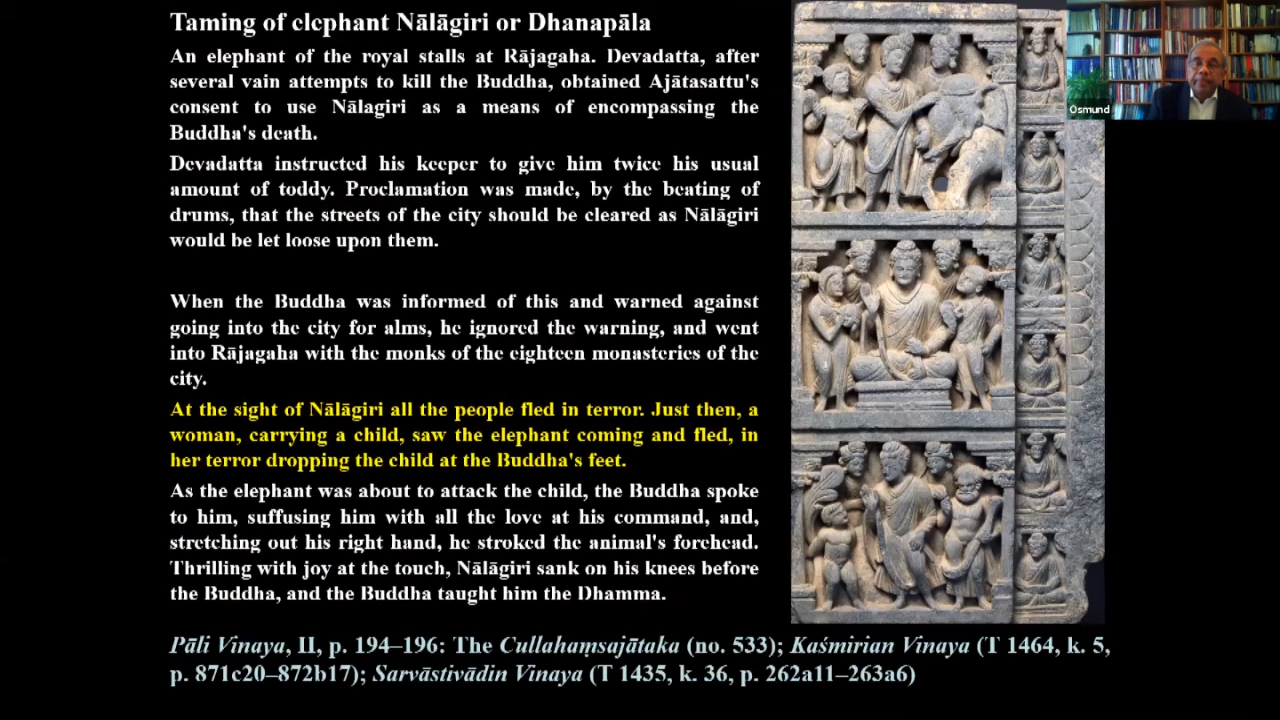 Taming of elephant Nālāgiri or Dhanapāla
An elephant of the royal stalls at Rājagaha. Devadatta, after
several vain attempts to kill the Buddha, obtained Ajātasattu's
consent to use Nālagiri as a means of encompassing the
Buddha's death.
Devadatta instructed his keeper to give him twice his usual
amount of toddy. Proclamation was made, by the beating of
drums, that the streets of the city should be cleared as Nālāgiri
would be let loose upon them.
When the Buddha was informed of this and warned against
going into the city for alms, he ignored the warning, and went
into Rājagaha with the monks of the eighteen monasteries of the
city.
At the sight of Nālāgiri all the people fled in terror. Just then, a
woman, carrying a child, saw the elephant coming and fled, in
her terror dropping the child at the Buddha's feet.
As the elephant was about to attack the child, the Buddha spoke
to him, suffusing him with all the love at his command, and,
stretching out his right hand, he stroked the animal's forehead.
Thrilling with joy at the touch, Nālāgiri sank on his knees before
the Buddha, and the Buddha taught him the Dhamma.
Pāli Vinaya, II, p. 194–196: The Cullahaṃsajātaka (no. 533); Kaśmirian Vinaya (T 1464, k. 5,
p. 871c20–872b17); Sarvāstivādin Vinaya (T 1435, k. 36, p. 262a11–263a6)
Osmund